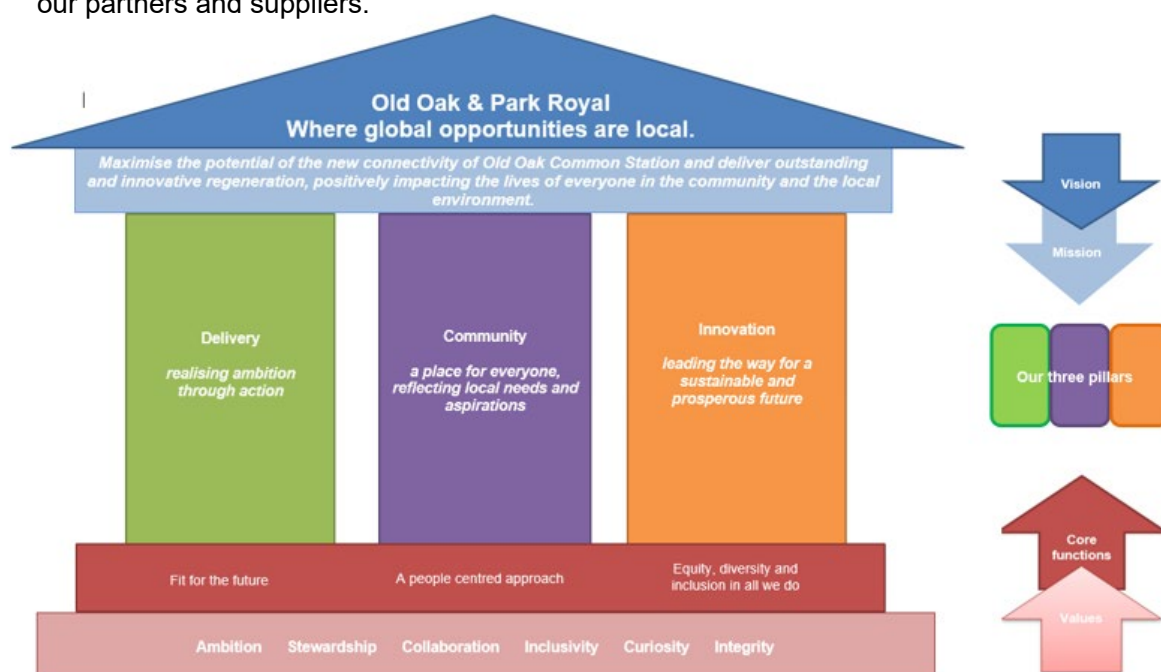 our partners and suppliers.
Old Oak & Park Royal
Where global opportunities are local.
Maximise the potential of the new connectivity of Old Oak Common Station and deliver outstanding
and innovative regeneration, positively impacting the lives of everyone in the community and the local
environment.
Delivery
realising ambition
through action
Community
a place for everyone,
reflecting local needs and
aspirations
Innovation
leading the way for a
sustainable and
prosperous future
Fit for the future
A people centred approach
Equity, diversity and
inclusion in all we do
Ambition Stewardship Collaboration Inclusivity Curiosity Integrity
Vision
Mission
Our three pillars
Core
functions
Values